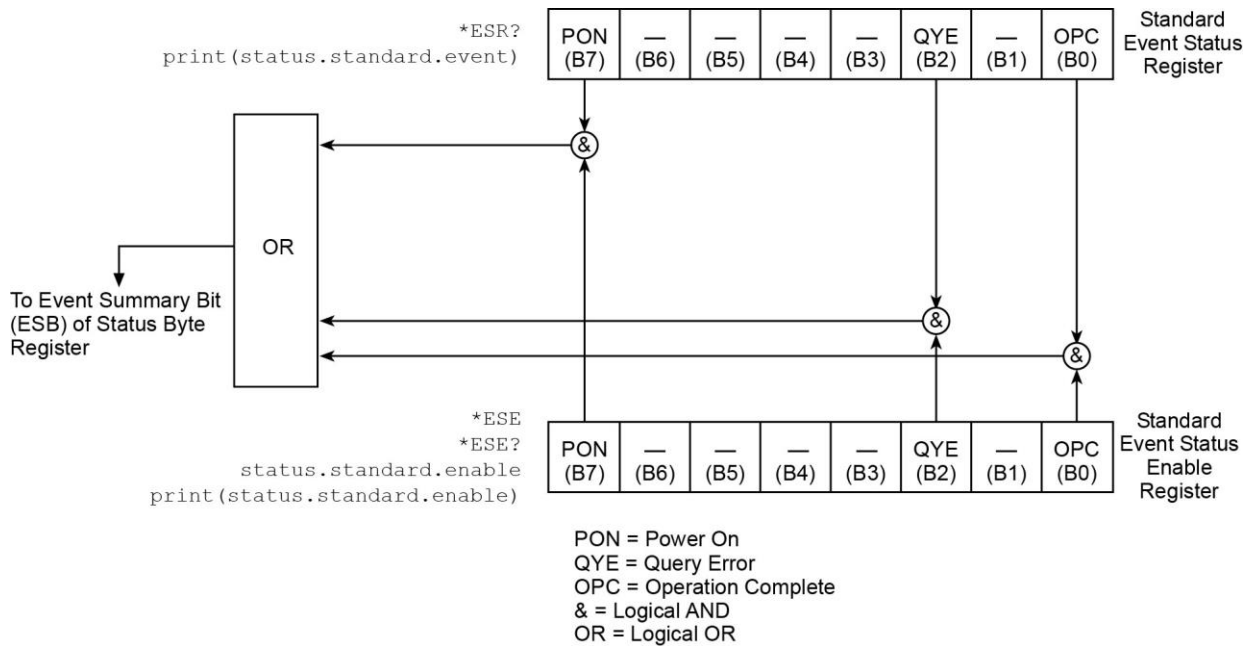 *ESR?
print(status.standard.event)
PON — — — — QYE — OPC
(B7) (B6) (B5) (B4) (B3) (B2) (B1) (B0)
Standard
Event Status
Register
&
OR
To Event Summary Bit
(ESB) of Status Byte
Register
&
&
*ESE
*ESE?
status.standard.enable
print(status.standard.enable)
PON — — — — QYE — OPC
(B7) (B6) (B5) (B4) (B3) (B2) (B1) (B0)
Standard
Event Status
Enable
Register
PON = Power On
QYE = Query Error
OPC = Operation Complete
& = Logical AND
OR = Logical OR